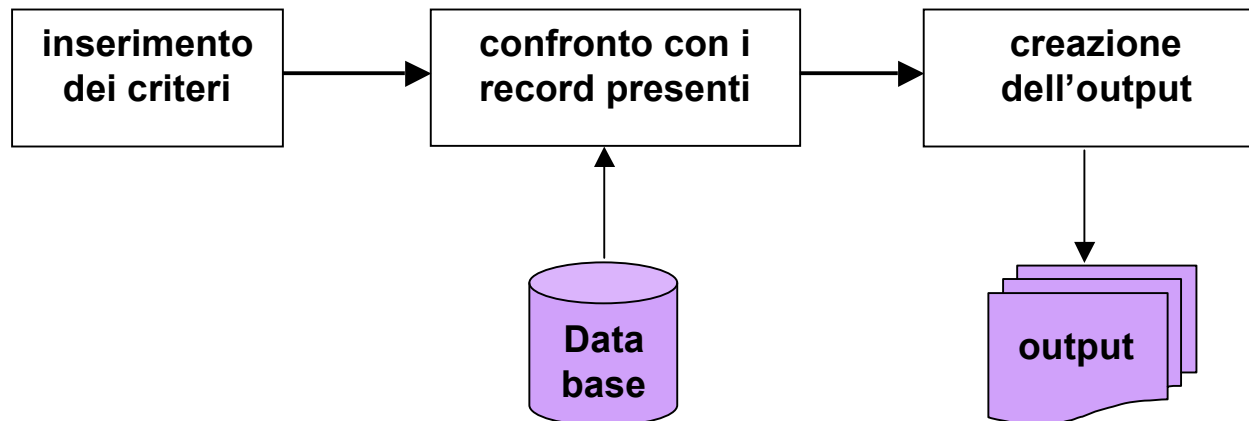 inserimento
dei criteri
confronto con i
record presenti
creazione
dell’output
Data
base
output